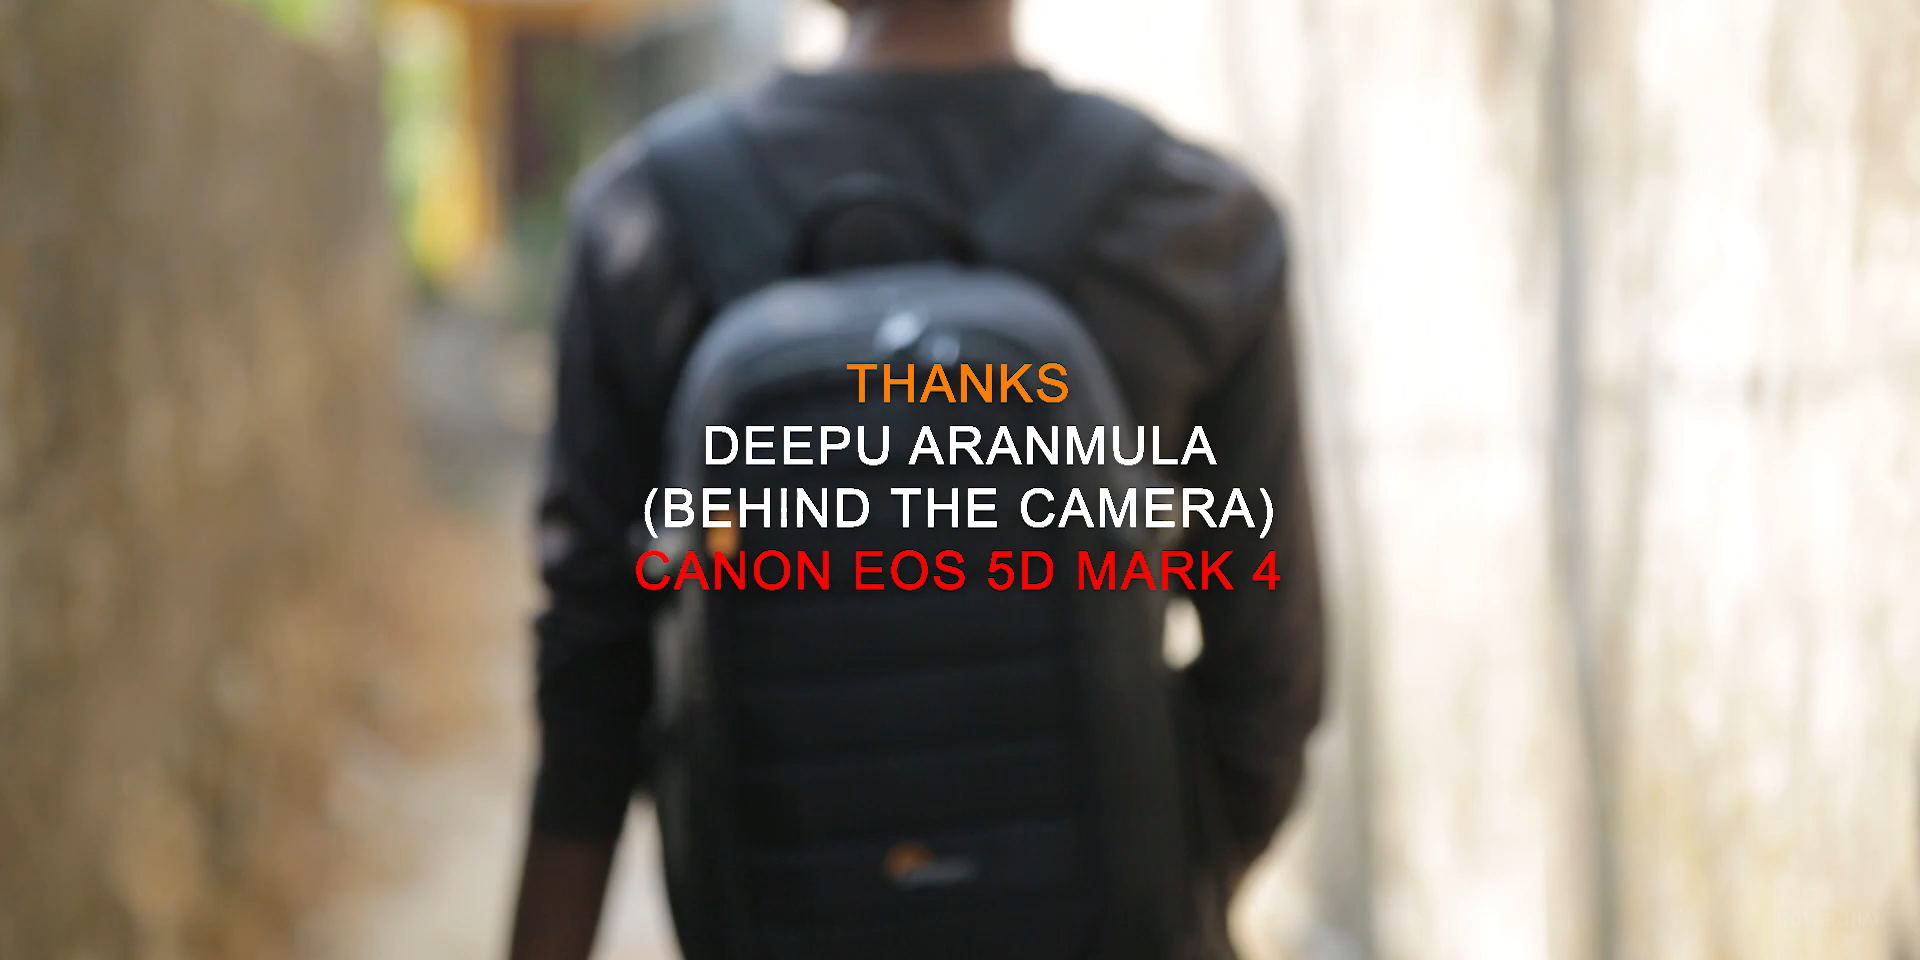 THANKS
DEEPU ARANMULA
(BEHIND THE CAMERA)
CANON EOS 5D MARK 4